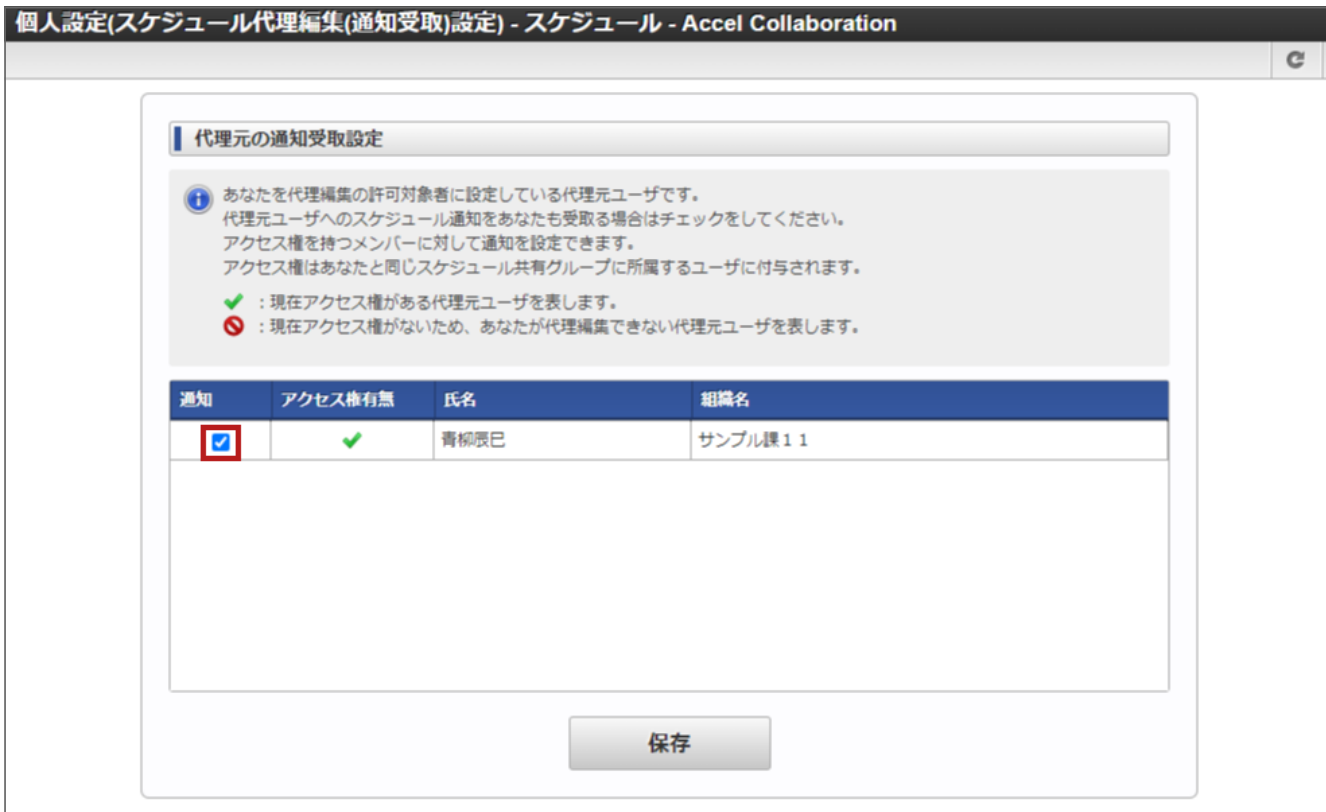 個人設定(スケジュール代理編集(通知受取)設定) - スケジュール - Accel Collaboration
代理元の通知受取設定
あなたを代理編集の許可対象者に設定している代理元ユーザです。
代理元ユーザへのスケジュール通知をあなたも受取る場合はチェックをしてください。
アクセス権を持つメンバーに対して通知を設定できます。
アクセス権はあなたと同じスケジュール共有グループに所属するユーザに付与されます。
：現在アクセス権がある代理元ユーザを表します。
：現在アクセス権がないため、あなたが代理編集できない代理元ユーザを表します。
通知 アクセス権有無 氏名 組織名
青柳辰巳 サンプル課１１
保存